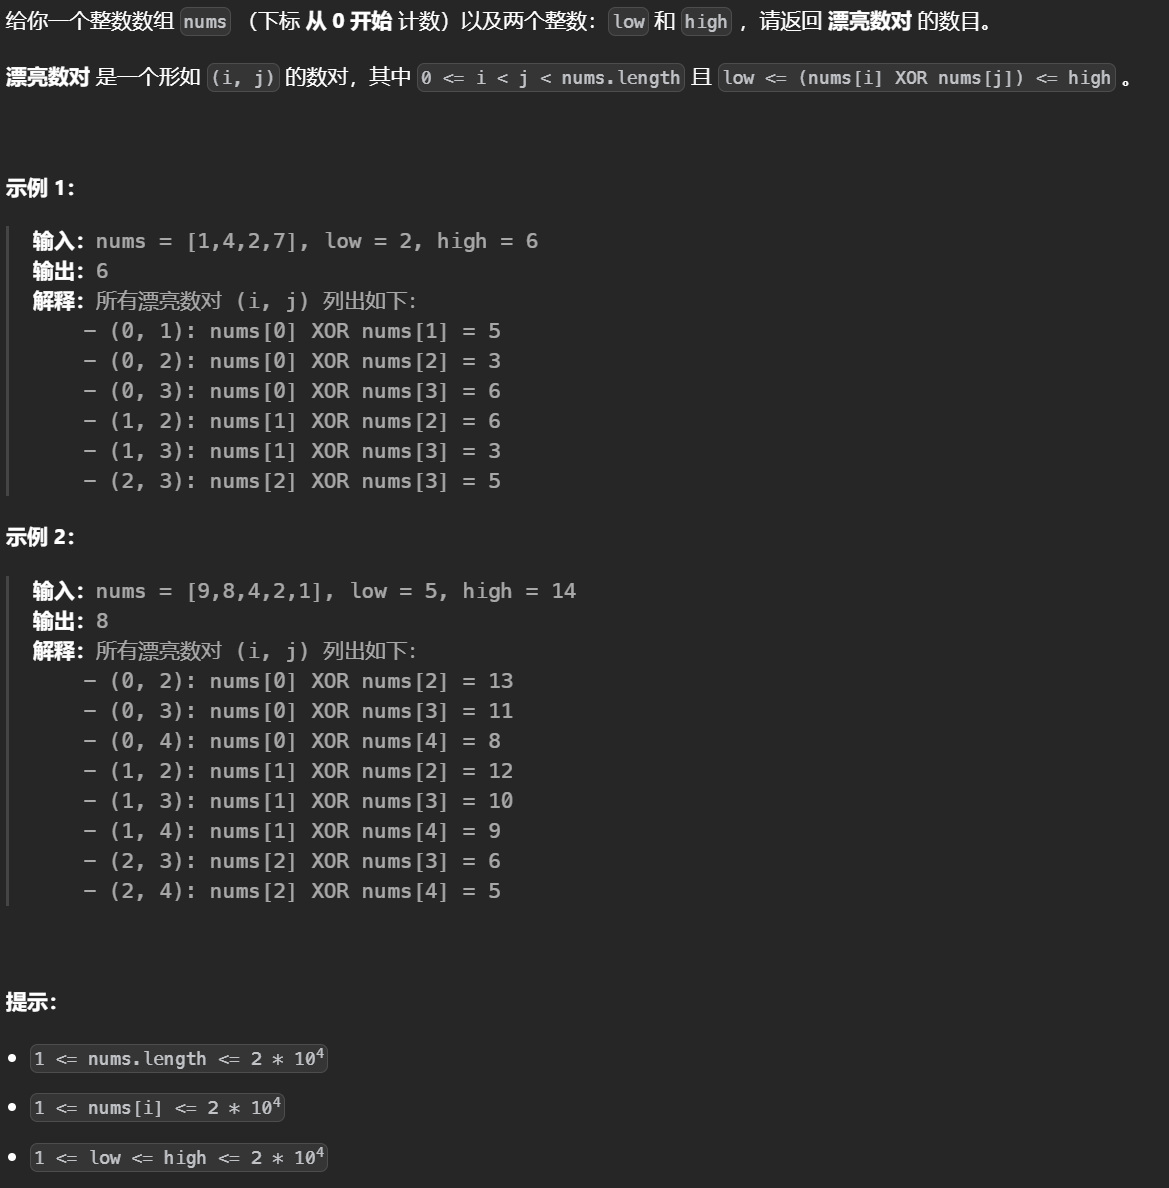 给你一个整数数组 nums （下标 从 0 开始 计数）以及两个整数：low 和 high ，请返回 漂亮数对 的数目。
漂亮数对 是一个形如 (i, j) 的数对，其中 0 <= i < j < nums.length 且 low <= (nums[i] XOR nums[j]) <= high 。
示例 1：
输入：nums = [1,4,2,7], low = 2, high = 6
输出：6
解释：所有漂亮数对 (i, j) 列出如下：
- (0, 1): nums[0] XOR nums[1] = 5
- (0, 2): nums[0] XOR nums[2] = 3
- (0, 3): nums[0] XOR nums[3] = 6
- (1, 2): nums[1] XOR nums[2] = 6
- (1, 3): nums[1] XOR nums[3] = 3
- (2, 3): nums[2] XOR nums[3] = 5
示例 2：
输入：nums = [9,8,4,2,1], low = 5, high = 14
输出：8
解释：所有漂亮数对 (i, j) 列出如下：
- (0, 2): nums[0] XOR nums[2] = 13
- (0, 3): nums[0] XOR nums[3] = 11
- (0, 4): nums[0] XOR nums[4] = 8
- (1, 2): nums[1] XOR nums[2] = 12
- (1, 3): nums[1] XOR nums[3] = 10
- (1, 4): nums[1] XOR nums[4] = 9
- (2, 3): nums[2] XOR nums[3] = 6
- (2, 4): nums[2] XOR nums[4] = 5
提示：
• 1 <= nums.length <= 2 * 10⁴
• 1 <= nums[i] <= 2 * 10⁴
• 1 <= low <= high <= 2 * 10⁴